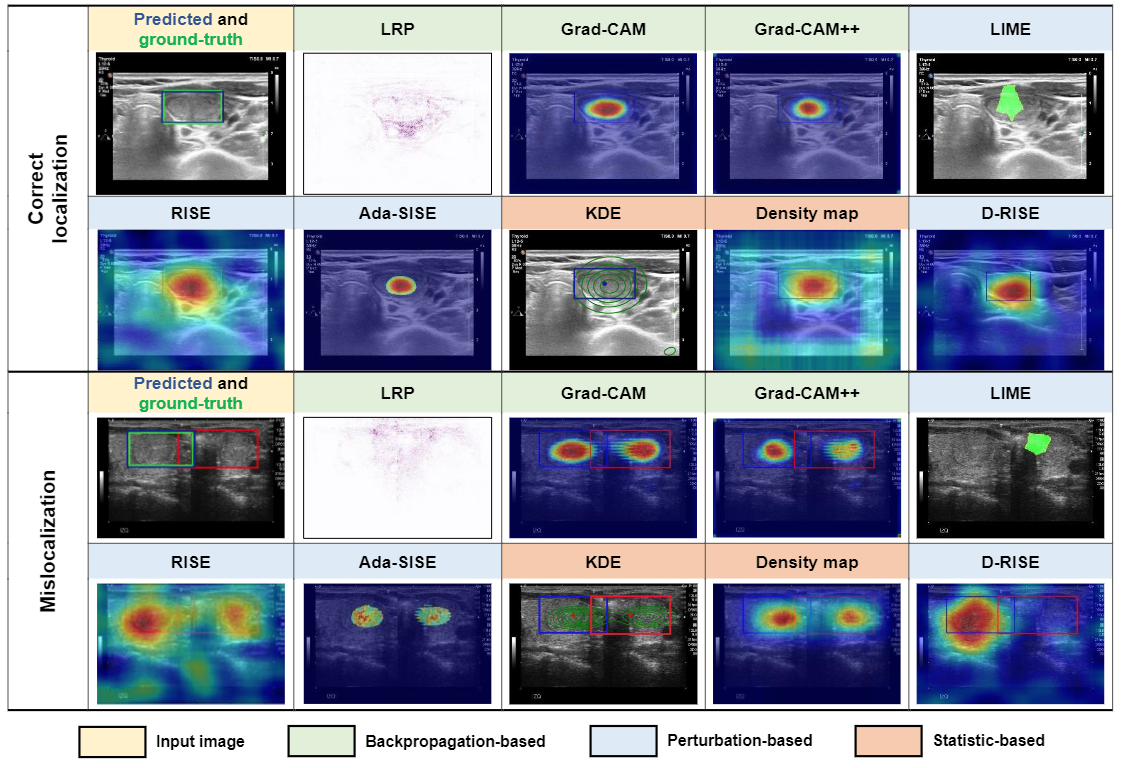 Predicted and
ground-truth
LRP
Grad-CAM
Grad-CAM++
LIME
Correct
localization
RISE
Ada-SISE
KDE
Density map
D-RISE
Predicted and
ground-truth
LRP
Grad-CAM
Grad-CAM++
LIME
Mislocalization
RISE
Ada-SISE
KDE
Density map
D-RISE
Input image
Backpropagation-based
Perturbation-based
Statistic-based